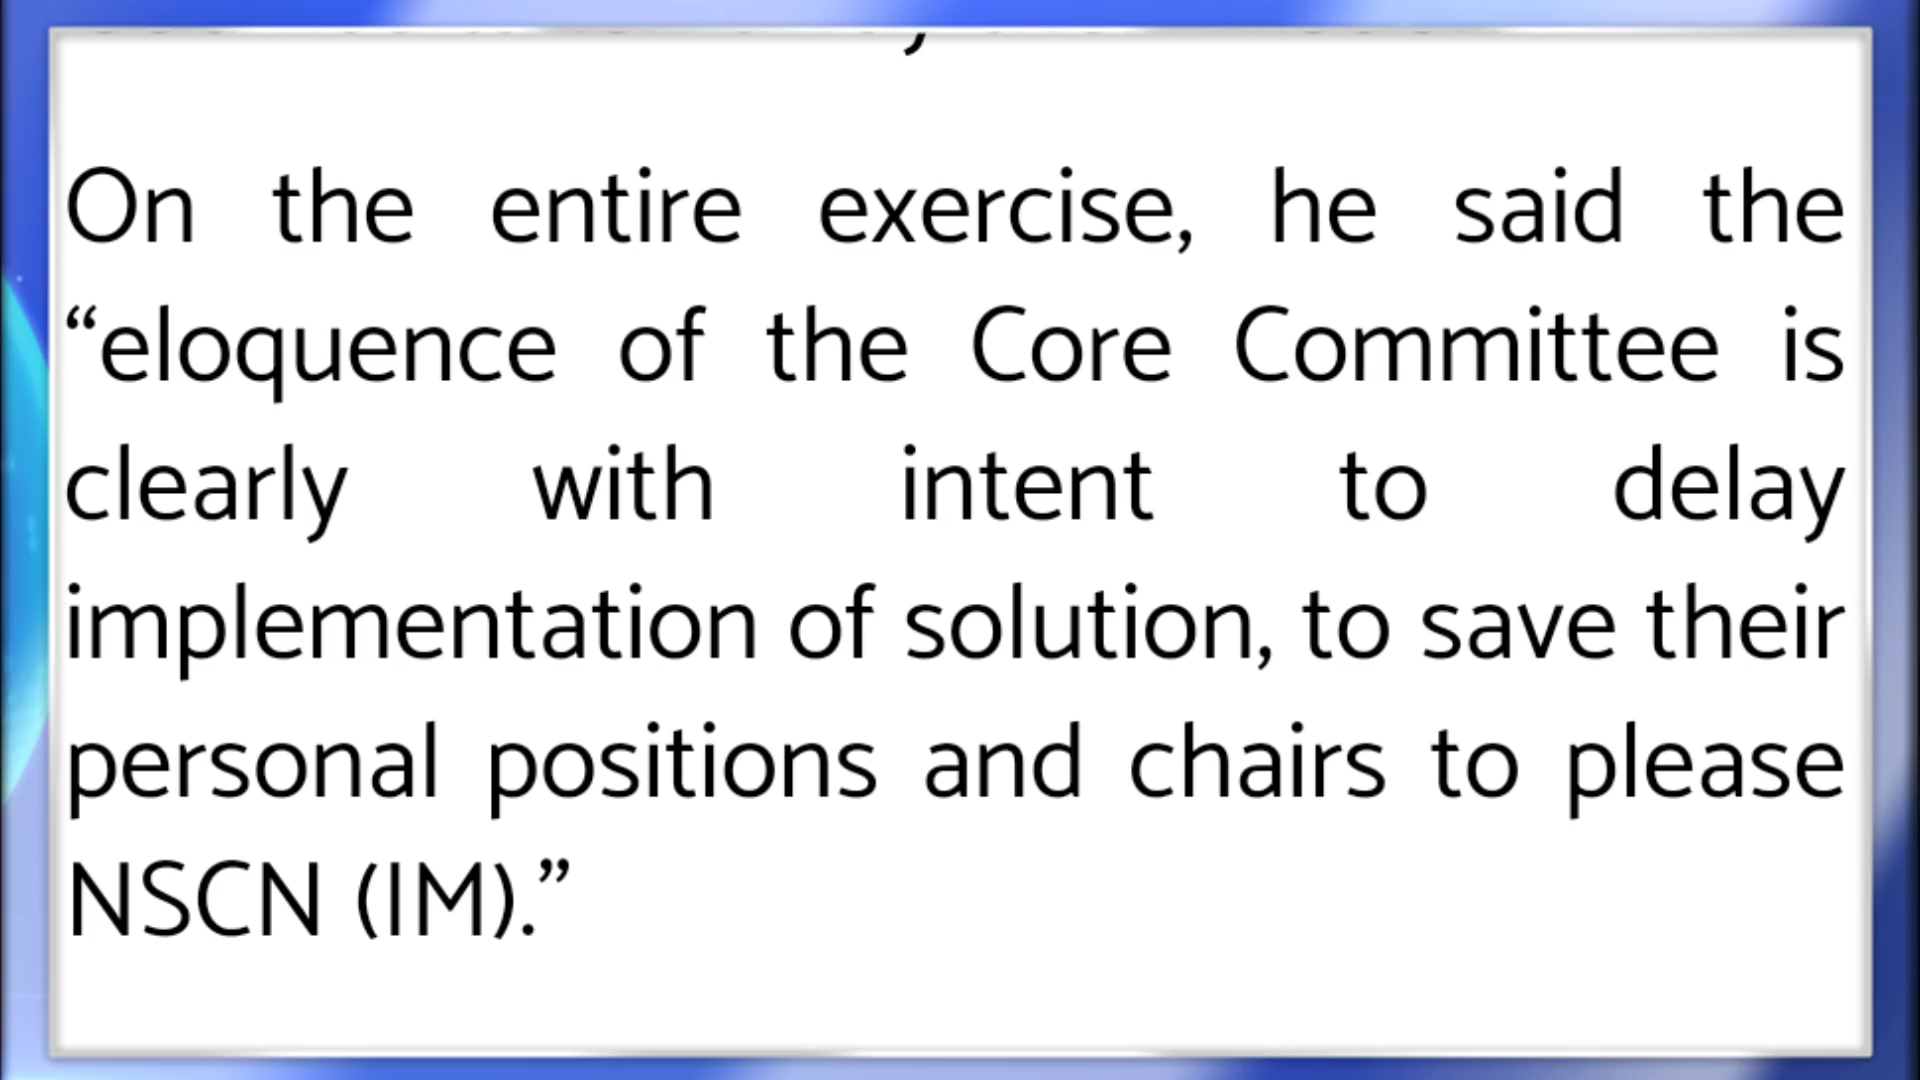 On the entire exercise, he said the
“eloquence of the Core Committee is
clearly with intent to delay
implementation of solution, to save their
personal positions and chairs to please
NSCN (IM).”